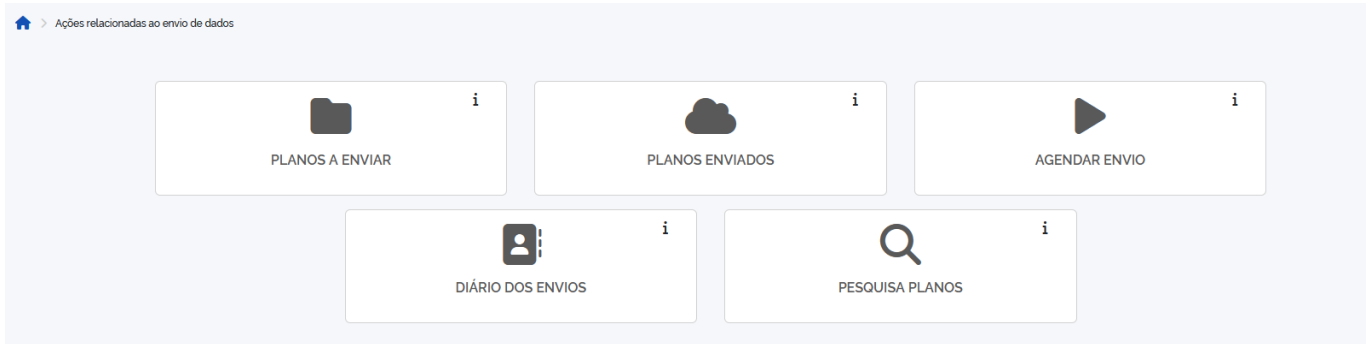 > Ações relacionadas ao envio de dados
i
PLANOS A ENVIAR
i
PLANOS ENVIADOS
i
AGENDAR ENVIO
i
DIÁRIO DOS ENVIOS
i
PESQUISA PLANOS